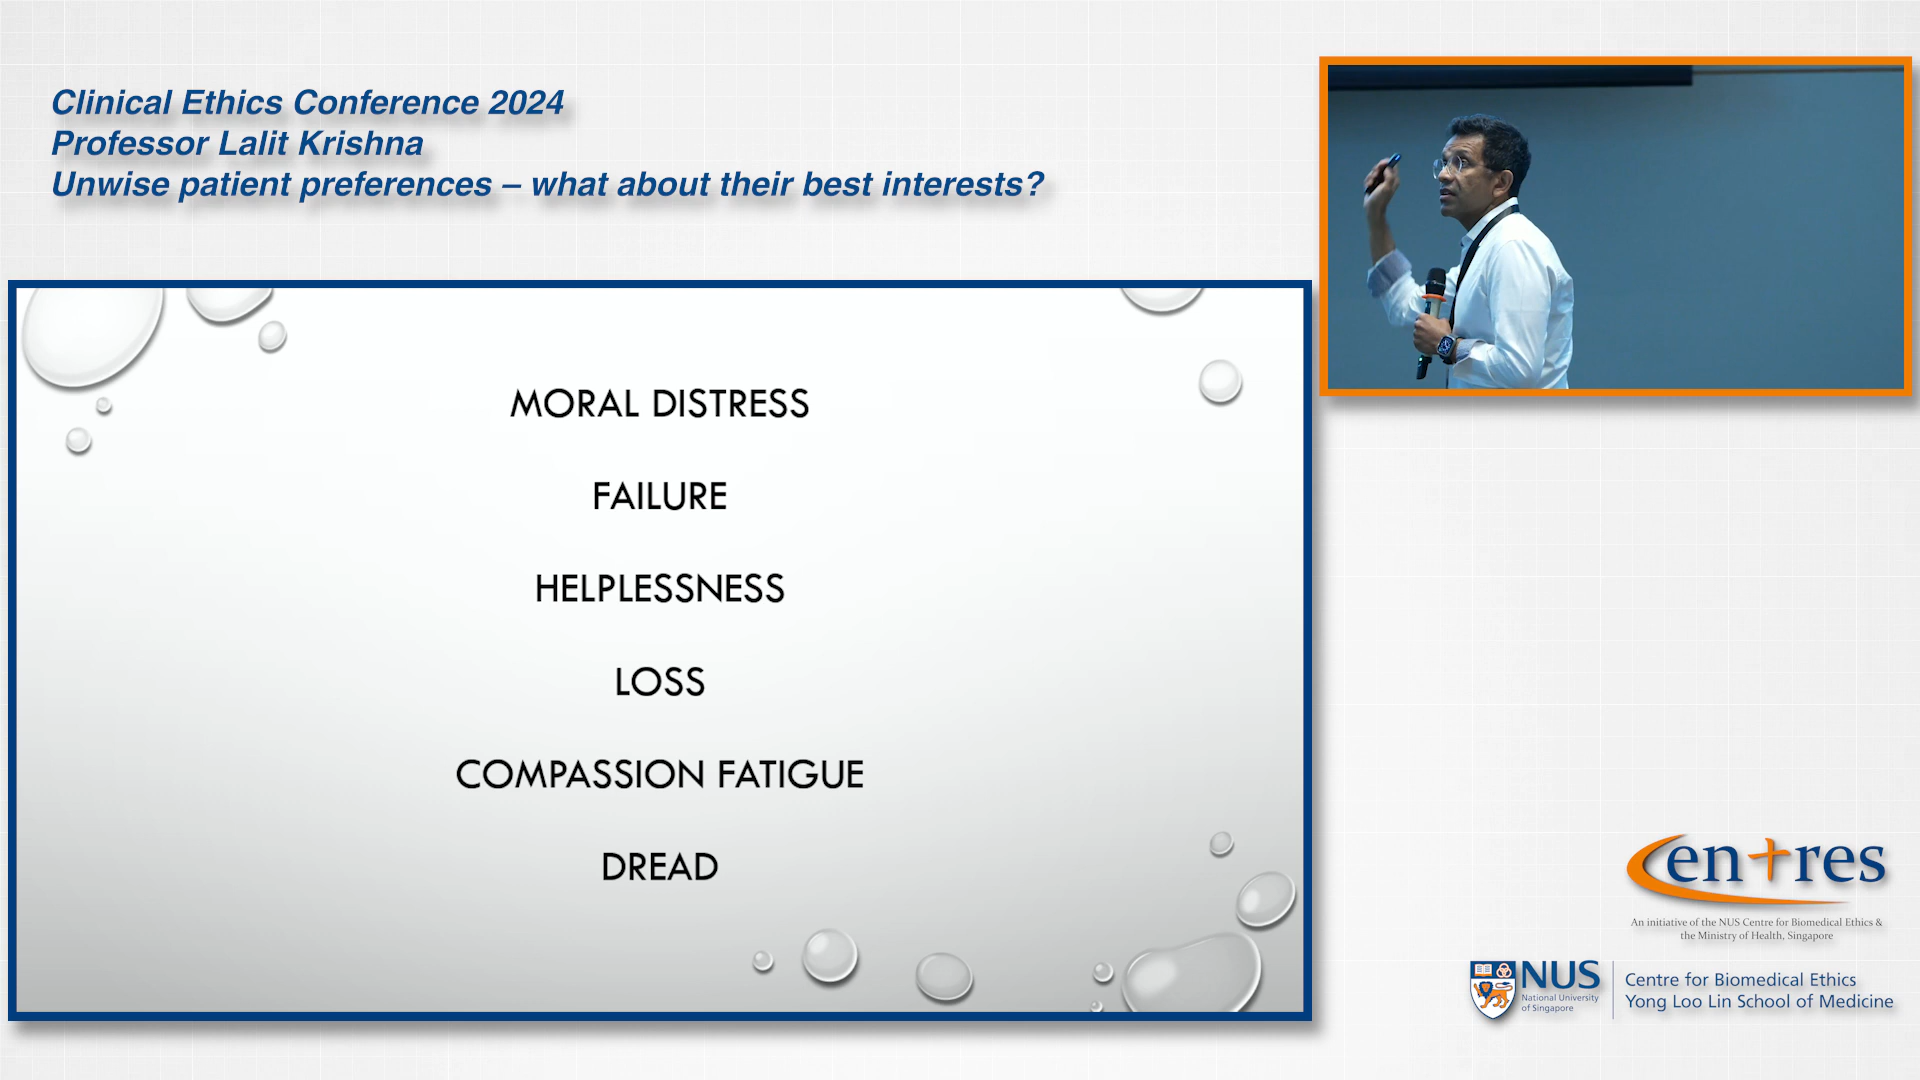 Clinical Ethics Conference 2024
Professor Lalit Krishna
Unwise patient preferences – what about their best interests?
MORAL DISTRESS
FAILURE
HELPLESSNESS
LOSS
COMPASSION FATIGUE
DREAD
Centres
An initiative of the NUS Centre for Biomedical Ethics &
the Ministry of Health, Singapore
NUS
National University
of Singapore
Centre for Biomedical Ethics
Yong Loo Lin School of Medicine